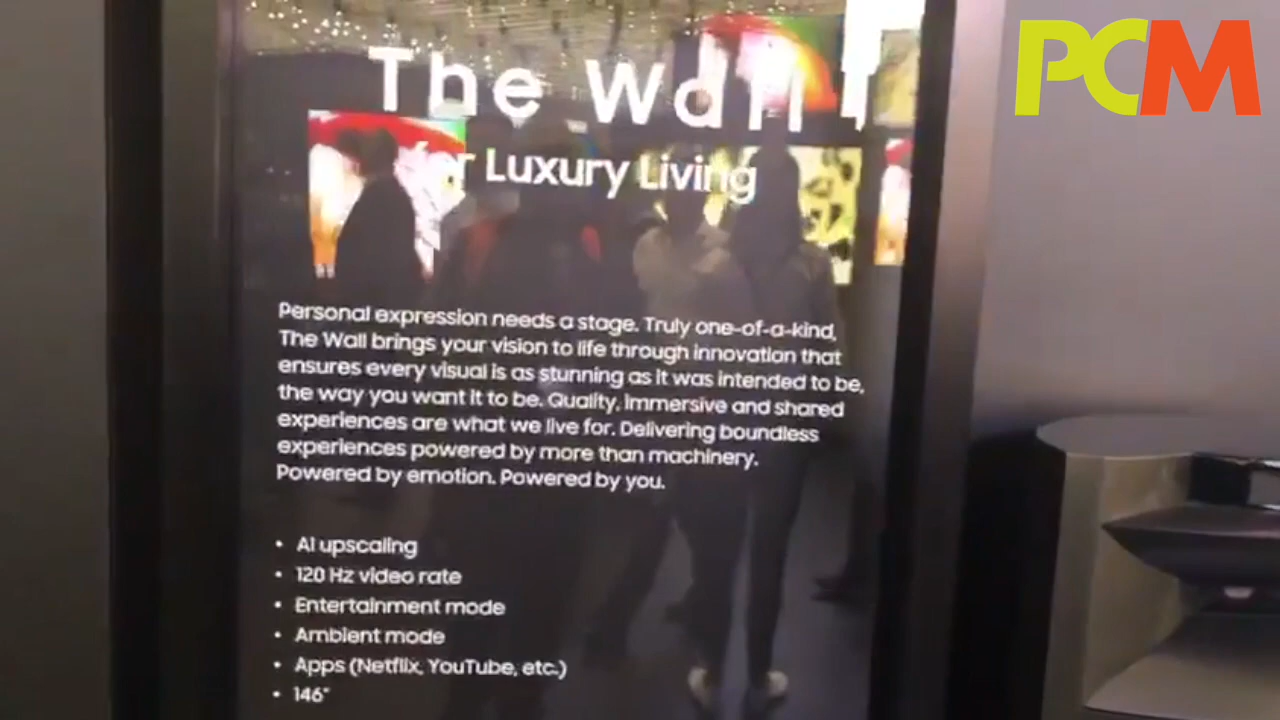 PCM
The Wall
for Luxury Living
Personal expression needs a stage. Truly one-of-a-kind,
The Wall brings your vision to life through innovation that
ensures every visual is as stunning as it was intended to be,
the way you want it to be. Quality, immersive and shared
experiences are what we live for. Delivering boundless
experiences powered by more than machinery.
Powered by emotion. Powered by you.
• AI upscaling
• 120 Hz video rate
• Entertainment mode
• Ambient mode
• Apps (Netflix, YouTube, etc.)
• 146"